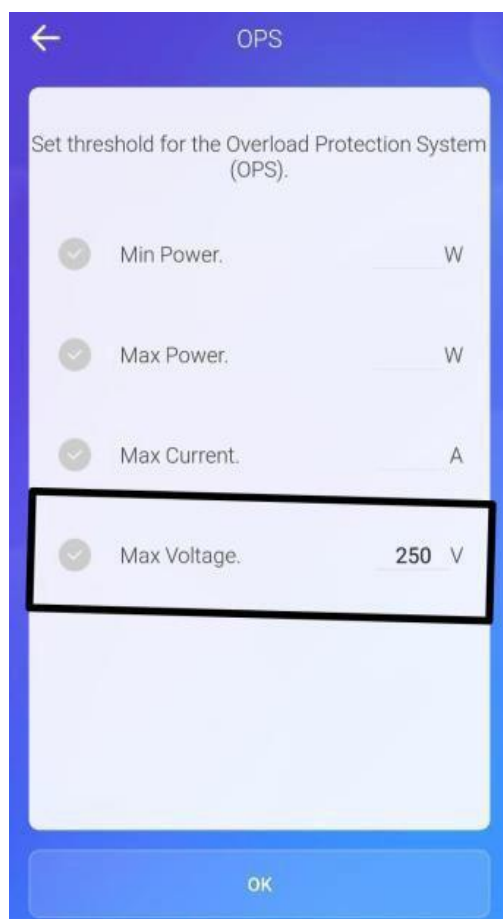 OPS
Set threshold for the Overload Protection System
(OPS).
Min Power. W
Max Power. W
Max Current. A
Max Voltage. 250 V
OK